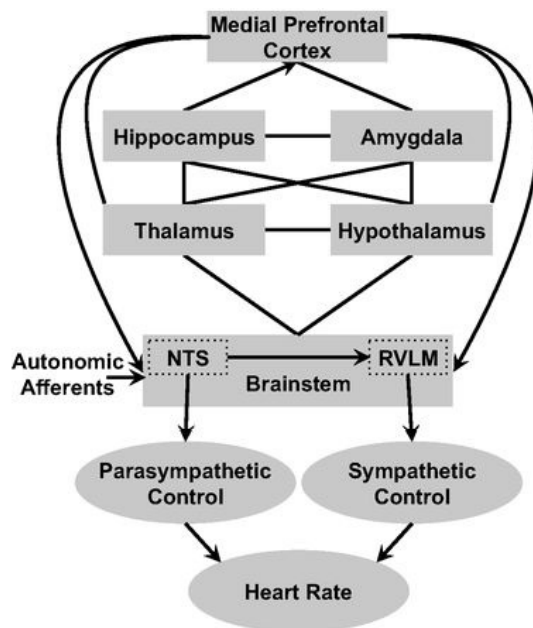 Medial Prefrontal
Cortex
Hippocampus
Amygdala
Thalamus
Hypothalamus
Autonomic
Afferents
NTS
RVLM
Brainstem
Parasympathetic
Control
Sympathetic
Control
Heart Rate